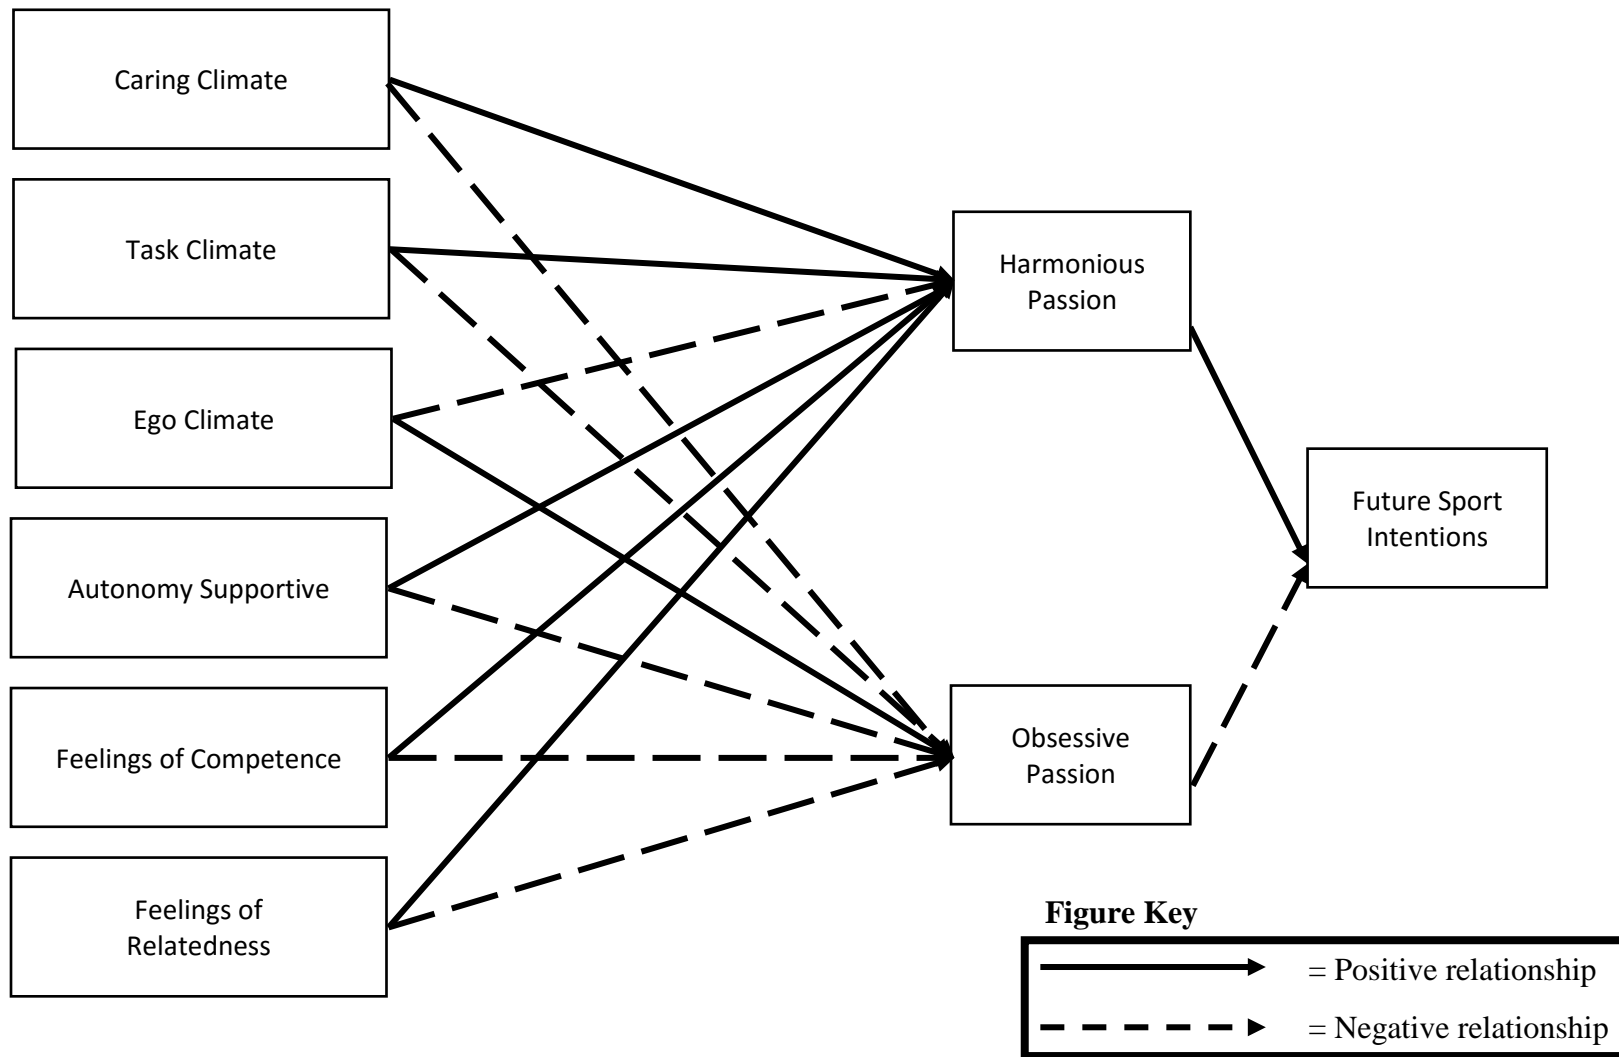 Caring Climate
Task Climate
Ego Climate
Autonomy Supportive
Feelings of Competence
Feelings of
Relatedness
Harmonious
Passion
Obsessive
Passion
Future Sport
Intentions
Figure Key
= Positive relationship
= Negative relationship